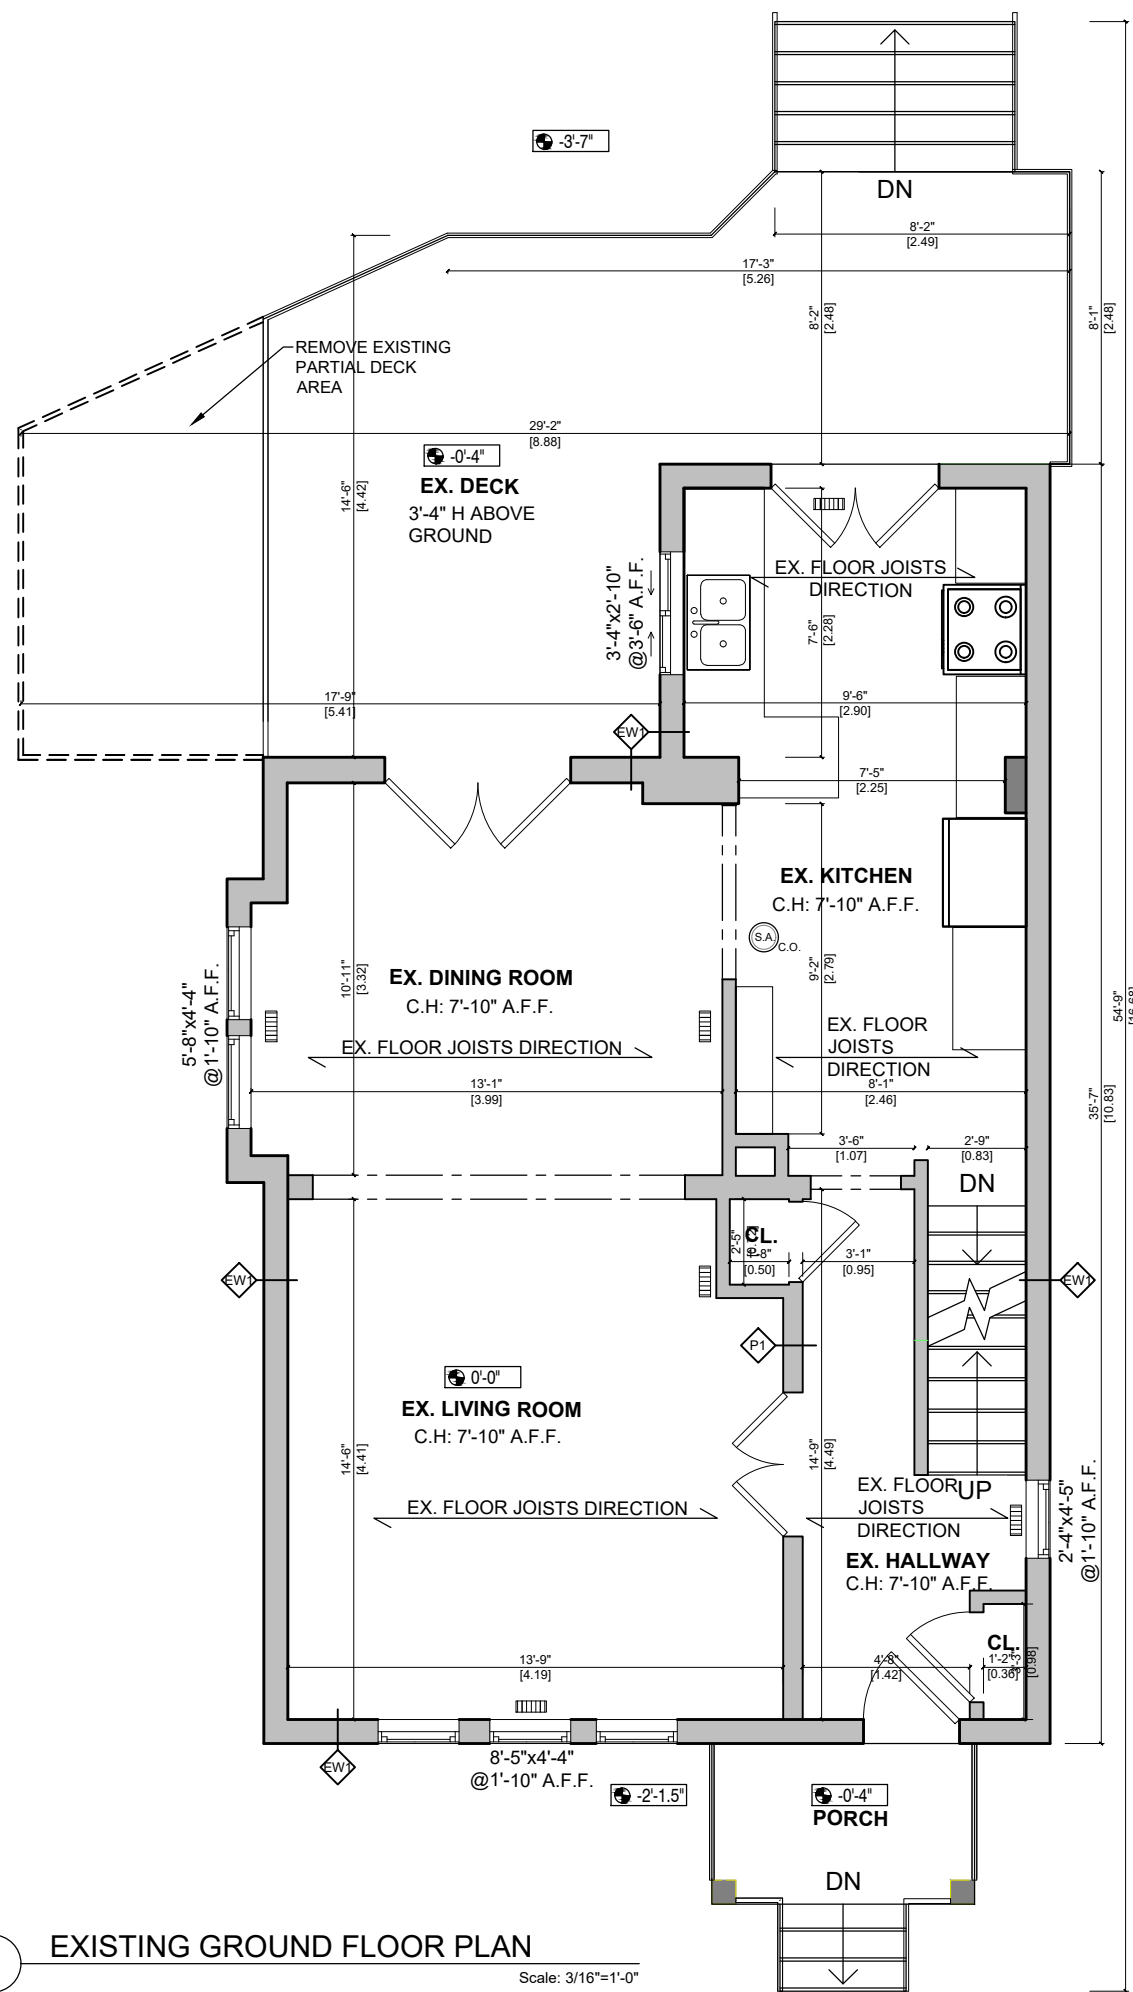 -3'-7"
DN
8'-2"
[2.49]
17'-3"
[5.26]
8'-2"
[2.48]
8'-1"
[2.48]
REMOVE EXISTING
PARTIAL DECK
AREA
29'-2"
[8.88]
-0'-4"
EX. DECK
3'-4" H ABOVE
GROUND
14'-6"
[4.42]
EX. FLOOR JOISTS
DIRECTION
3'-4"x2'-10"
@3'-6" A.F.F.
7'-6"
[2.28]
17'-9"
[5.41]
9'-6"
[2.90]
EW1
7'-5"
[2.25]
EX. KITCHEN
C.H: 7'-10" A.F.F.
S.A.
C.O.
9'-2"
[2.79]
EX. DINING ROOM
C.H: 7'-10" A.F.F.
10'-11"
[3.32]
5'-8"x4'-4"
@1'-10" A.F.F.
EX. FLOOR JOISTS DIRECTION
EX. FLOOR
JOISTS
DIRECTION
13'-1"
[3.99]
8'-1"
[2.46]
54'-9"
[16.68]
35'-7"
[10.83]
3'-6"
[1.07]
2'-9"
[0.83]
DN
CL.
2'-5"
1'-8"
[0.50]
3'-1"
[0.95]
EW1
EW1
P1
0'-0"
EX. LIVING ROOM
C.H: 7'-10" A.F.F.
14'-6"
[4.41]
14'-9"
[4.49]
EX. FLOOR JOISTS DIRECTION
UP
EX. FLOOR
JOISTS
DIRECTION
2'-4"x4'-5"
@1'-10" A.F.F.
EX. HALLWAY
C.H: 7'-10" A.F.F.
CL.
13'-9"
[4.19]
4'-8"
[1.42]
1'-2"
[0.36]
3'-3"
[0.98]
EW1
8'-5"x4'-4"
@1'-10" A.F.F.
-2'-1.5"
-0'-4"
PORCH
DN
EXISTING GROUND FLOOR PLAN
Scale: 3/16"=1'-0"